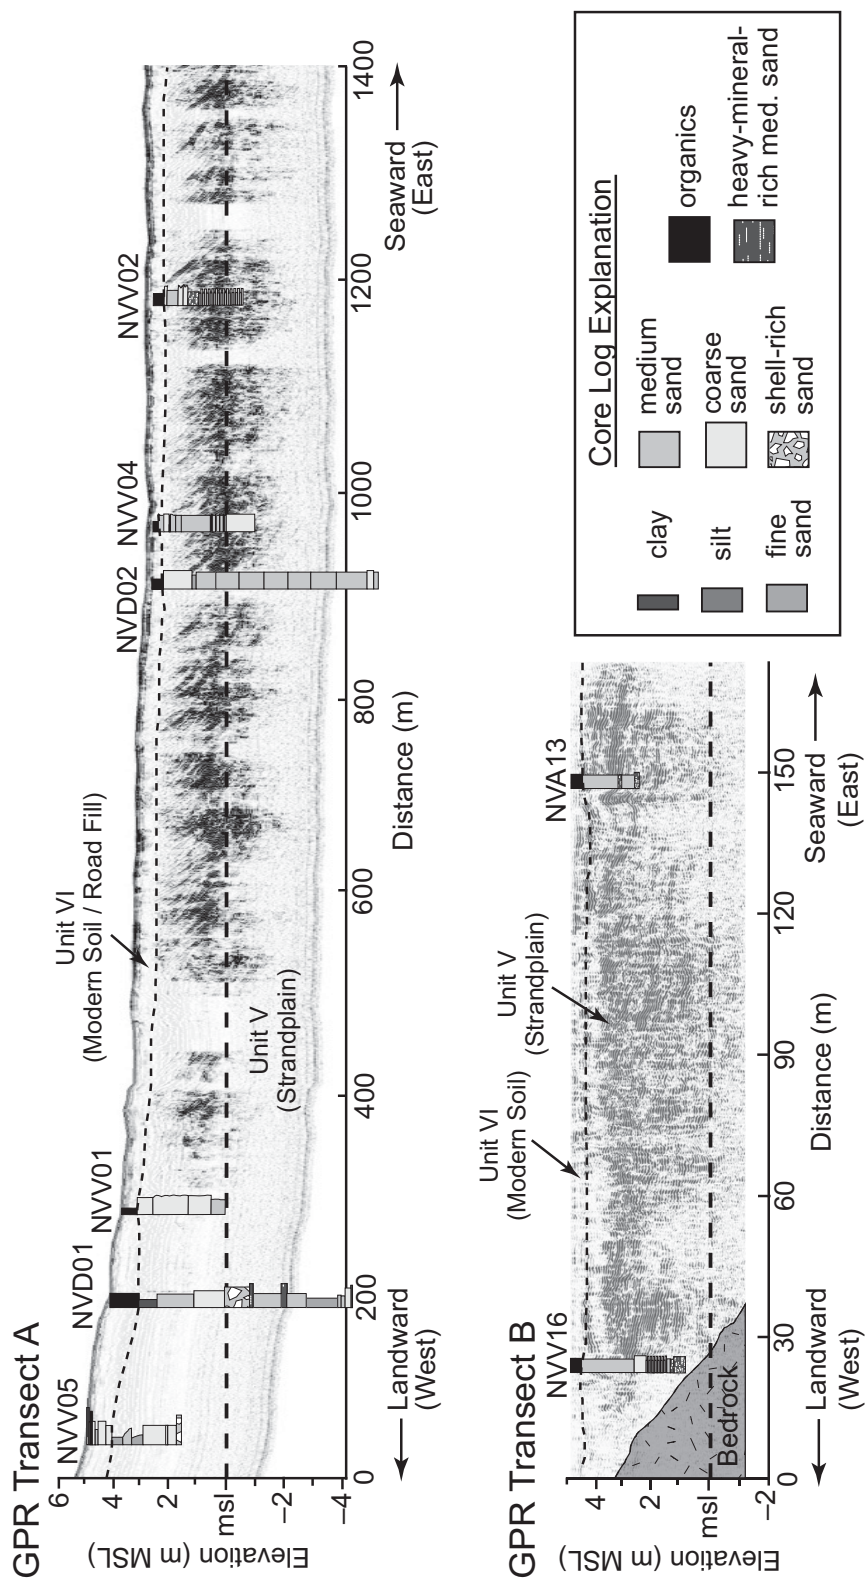 GPR Transect A
NVV05
NVD01
NVV01
Unit VI
(Modern Soil / Road Fill)
NVD02
NVV04
NVV02
Unit V
(Strandplain)
Elevation (m MSL)
6
4
2
msl
–2
–4
0
200
400
600
800
1000
1200
1400
Landward
(West)
Distance (m)
Seaward
(East)
GPR Transect B
NVV16
Unit VI
(Modern Soil)
Unit V
(Strandplain)
NVA13
Bedrock
Elevation (m MSL)
4
2
msl
–2
0
30
60
90
120
150
Landward
(West)
Distance (m)
Seaward
(East)
Core Log Explanation
clay
silt
fine
sand
medium
sand
coarse
sand
shell-rich
sand
organics
heavy-mineral-
rich med. sand